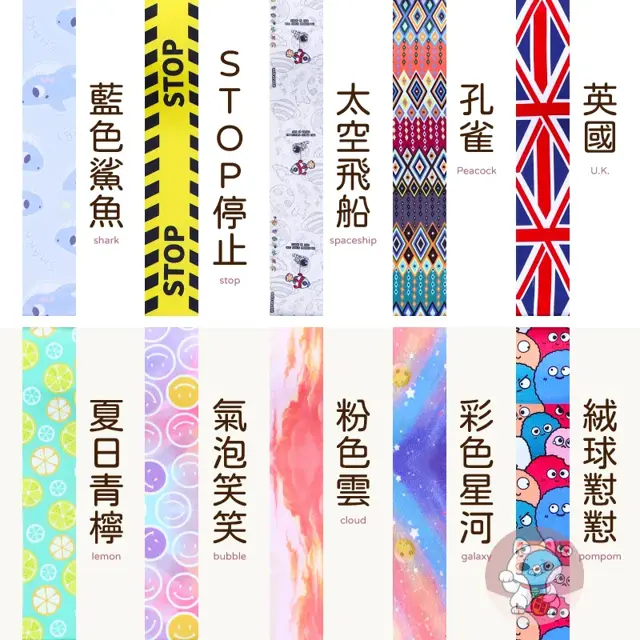 藍色鯊魚
shark
STOP
STOP
STOP停止
stop
太空飛船
spaceship
孔雀
Peacock
英國
U.K.
夏日青檸
lemon
氣泡笑笑
bubble
粉色雲
cloud
彩色星河
galaxy
絨球懟懟
pompom